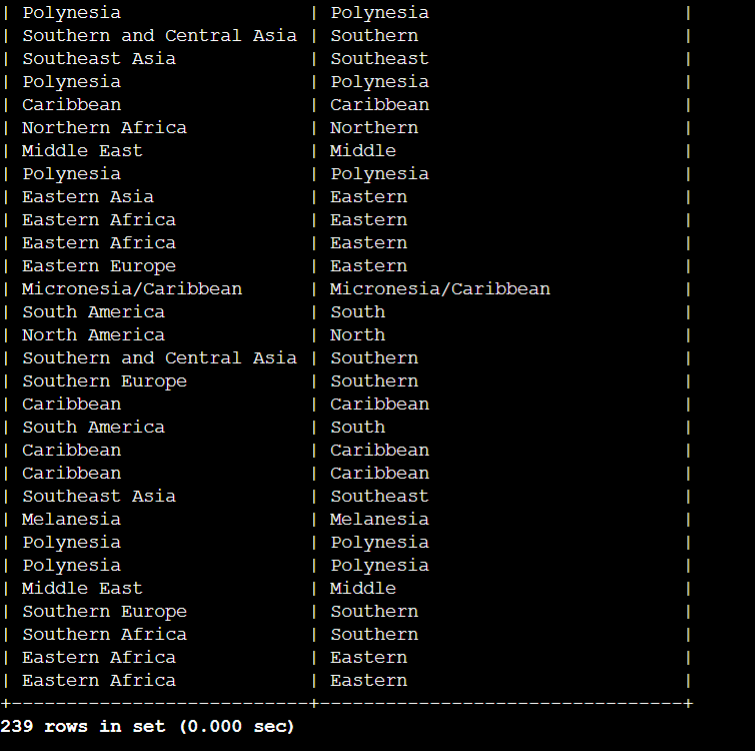 | Polynesia                 | Polynesia                       |
| Southern and Central Asia | Southern                        |
| Southeast Asia            | Southeast                       |
| Polynesia                 | Polynesia                       |
| Caribbean                 | Caribbean                       |
| Northern Africa           | Northern                        |
| Middle East               | Middle                          |
| Polynesia                 | Polynesia                       |
| Eastern Asia              | Eastern                         |
| Eastern Africa            | Eastern                         |
| Eastern Africa            | Eastern                         |
| Eastern Europe            | Eastern                         |
| Micronesia/Caribbean      | Micronesia/Caribbean            |
| South America             | South                           |
| North America             | North                           |
| Southern and Central Asia | Southern                        |
| Southern Europe           | Southern                        |
| Caribbean                 | Caribbean                       |
| South America             | South                           |
| Caribbean                 | Caribbean                       |
| Caribbean                 | Caribbean                       |
| Southeast Asia            | Southeast                       |
| Melanesia                 | Melanesia                       |
| Polynesia                 | Polynesia                       |
| Polynesia                 | Polynesia                       |
| Middle East               | Middle                          |
| Southern Europe           | Southern                        |
| Southern Africa           | Southern                        |
| Eastern Africa            | Eastern                         |
| Eastern Africa            | Eastern                         |
+---------------------------+---------------------------------+
239 rows in set (0.000 sec)